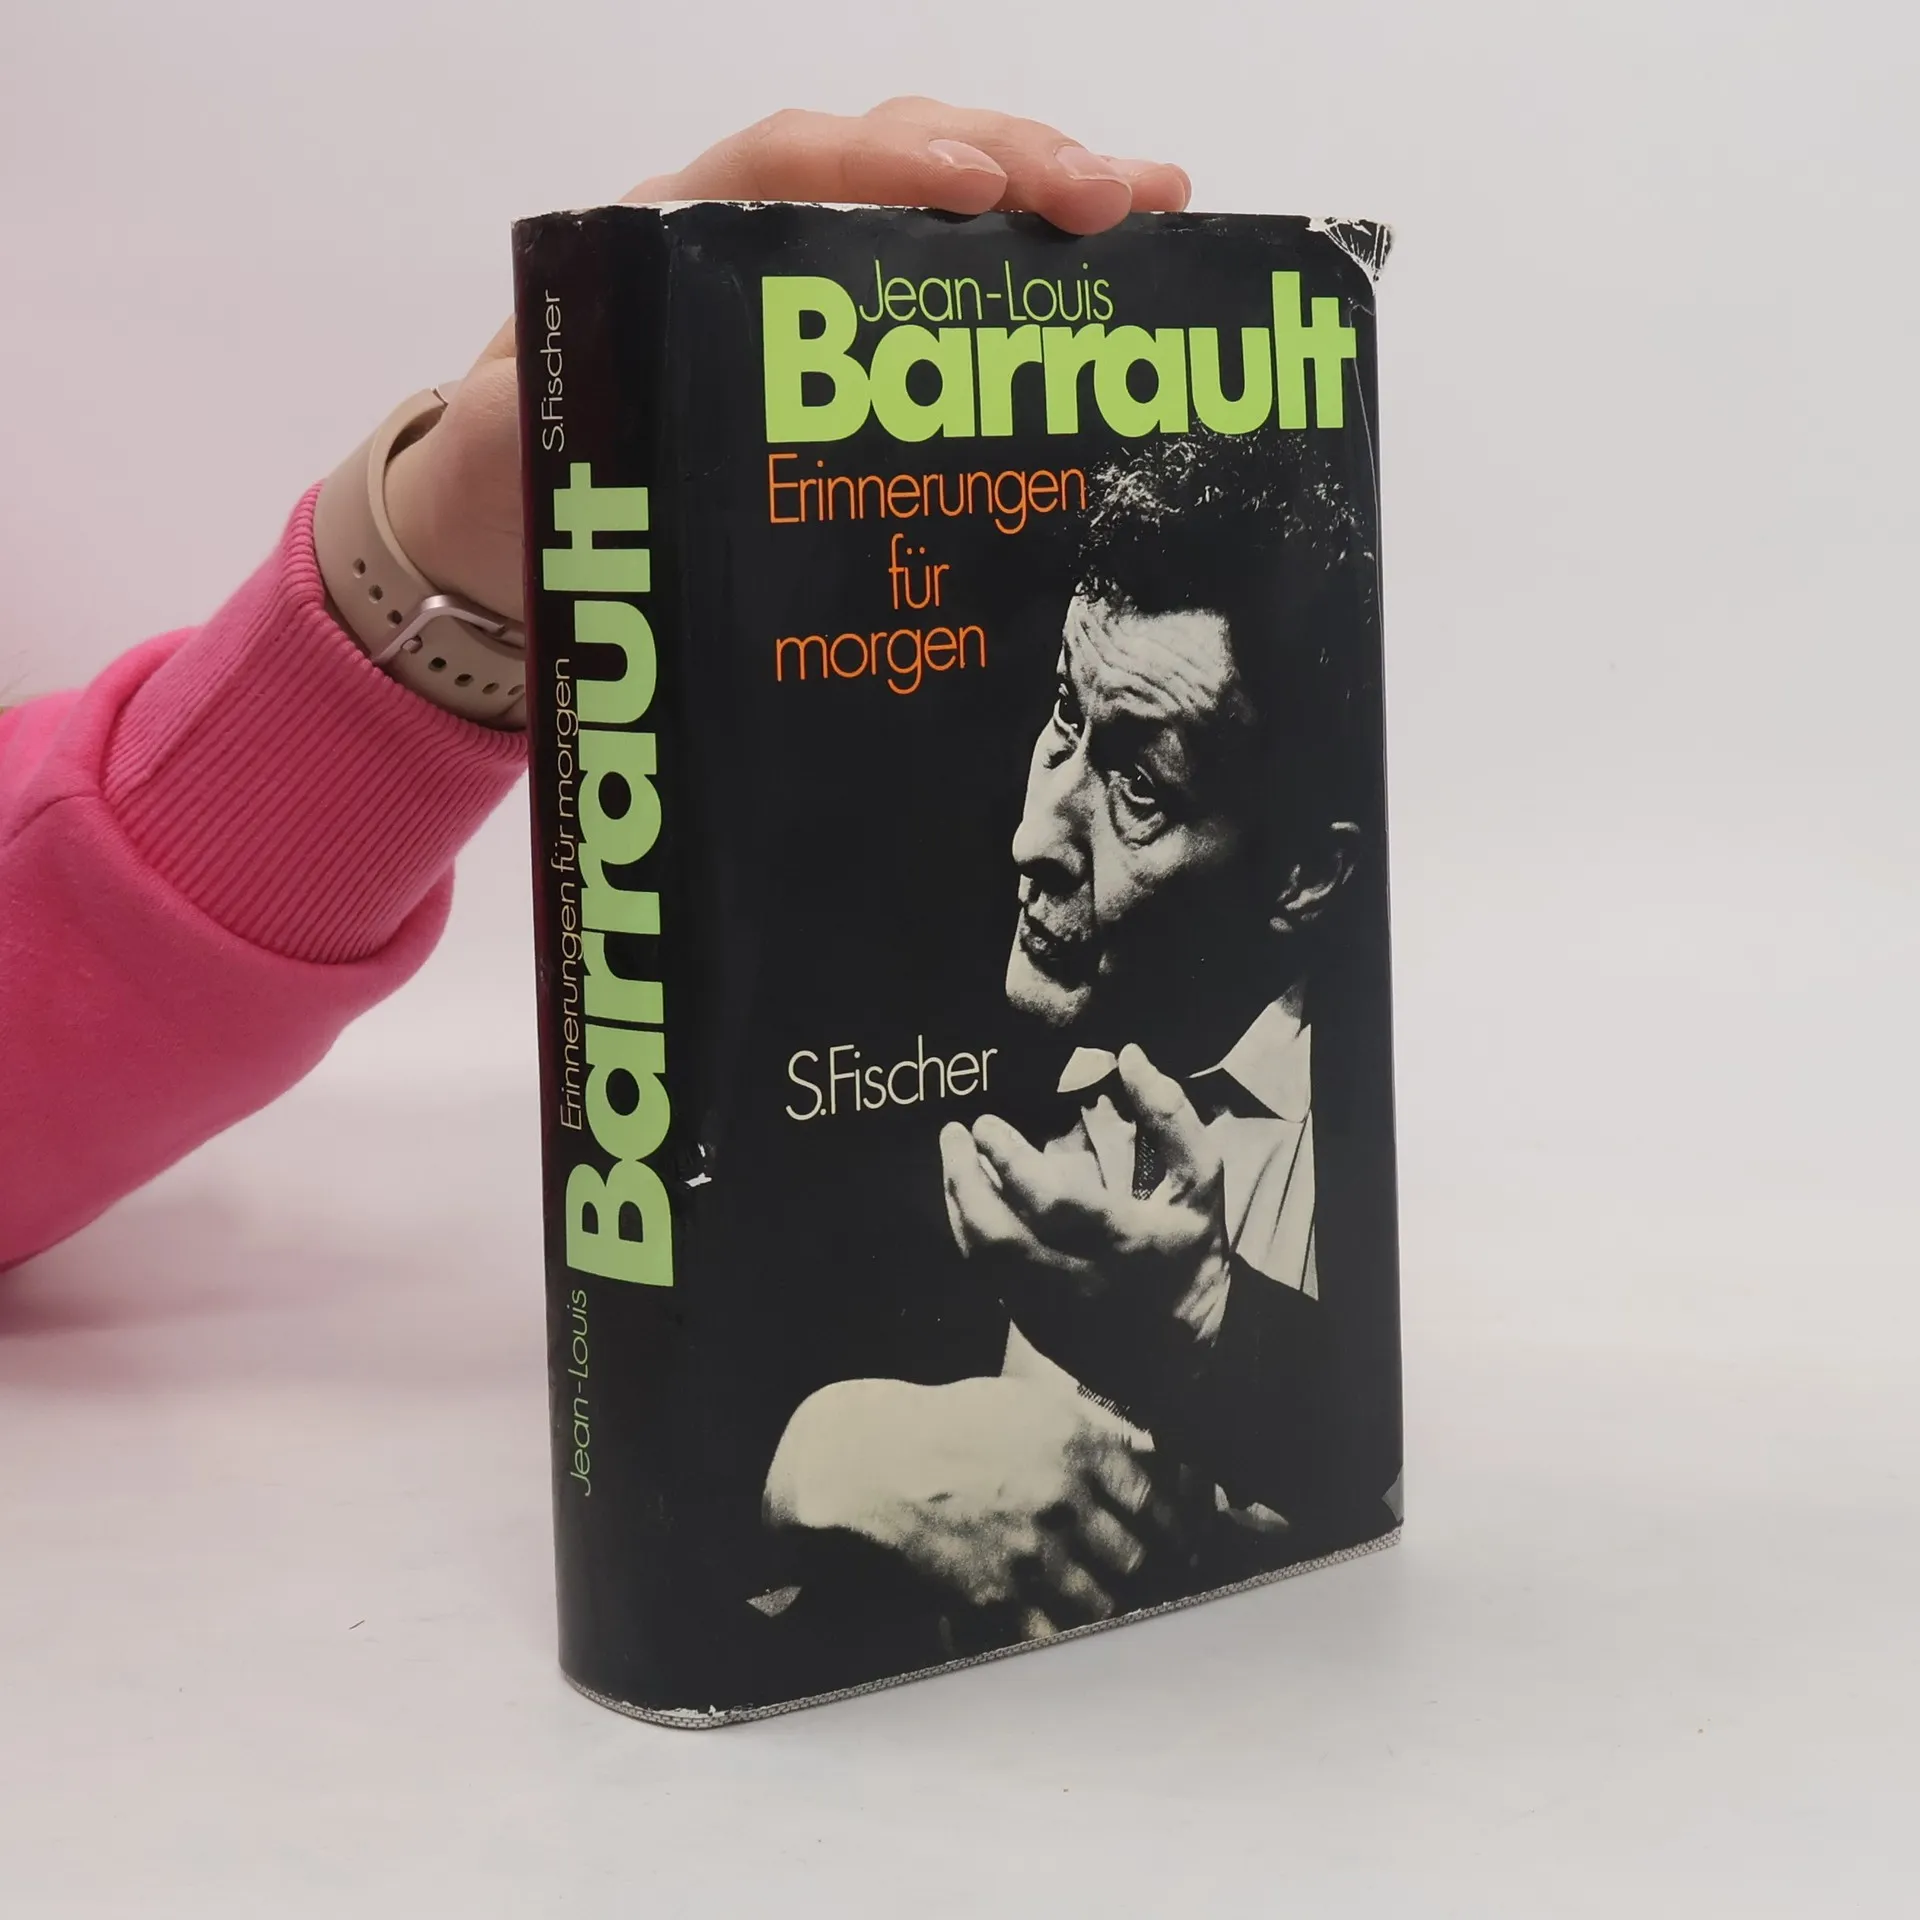 Jean-Louis
Barrault
Erinnerungen
für
morgen
S.Fischer
Jean-Louis
Barrault
Erinnerungen für morgen
S.Fischer